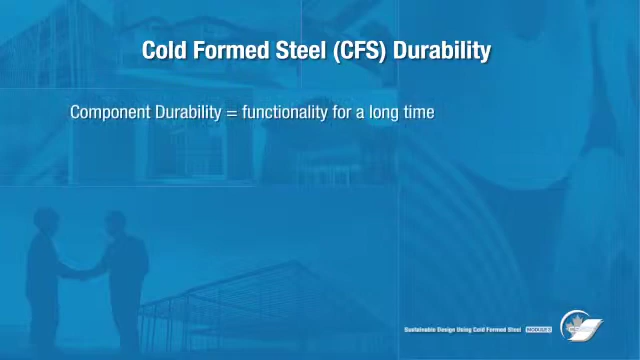 Cold Formed Steel (CFS) Durability
Component Durability = functionality for a long time
Sustainable Design Using Cold Formed Steel